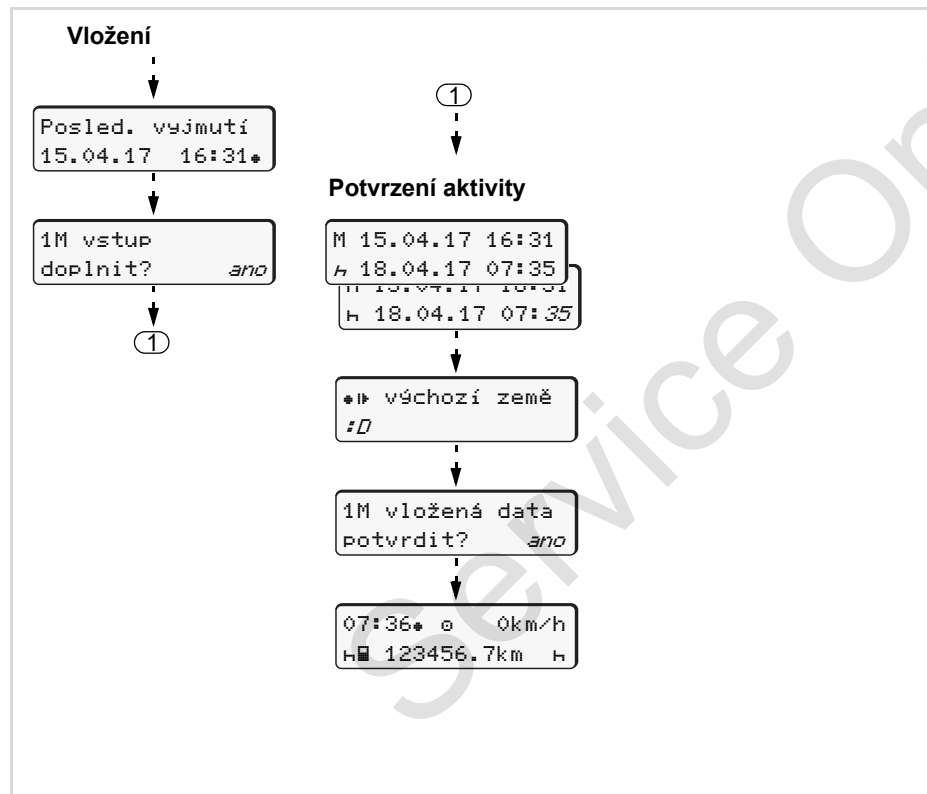 Vložení
Posled. vyjmutí
15.04.17 16:31
1M vstup
doplnit? ano
1
1
Potvrzení aktivity
M 15.04.17 16:31
18.04.17 07:35
18.04.17 07:35
výchozí země
:D
1M vložená data
potvrdit? ano
07:36 0km/h
123456.7km
Service